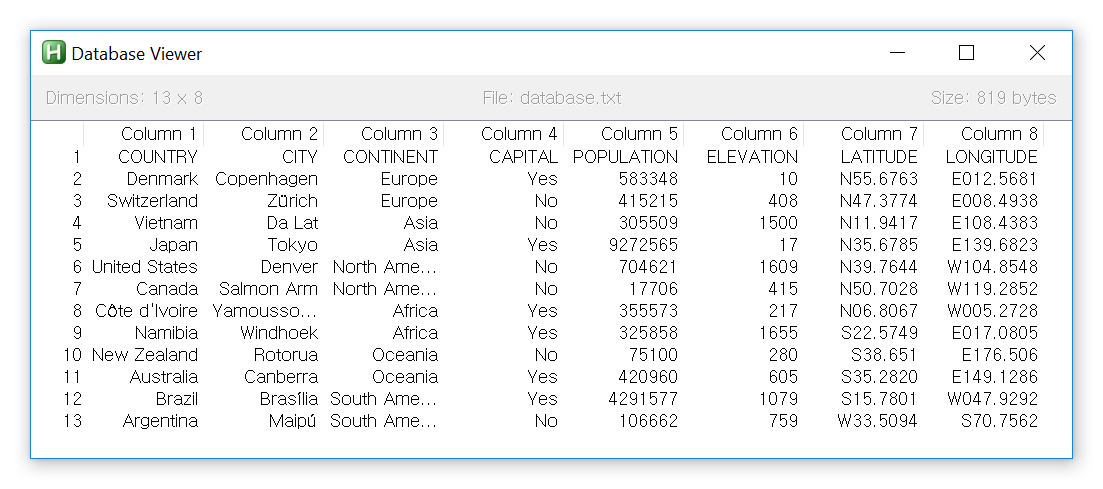 Database Viewer
Dimensions: 13 x 8 File: database.txt Size: 819 bytes
Column 1 Column 2 Column 3 Column 4 Column 5 Column 6 Column 7 Column 8
1 COUNTRY CITY CONTINENT CAPITAL POPULATION ELEVATION LATITUDE LONGITUDE
2 Denmark Copenhagen Europe Yes 583348 10 N55.6763 E012.5681
3 Switzerland Zürich Europe No 415215 408 N47.3774 E008.4938
4 Vietnam Da Lat Asia No 305509 1500 N11.9417 E108.4383
5 Japan Tokyo Asia Yes 9272565 17 N35.6785 E139.6823
6 United States Denver North Ame... No 704621 1609 N39.7644 W104.8548
7 Canada Salmon Arm North Ame... No 17706 415 N50.7028 W119.2852
8 Côte d'Ivoire Yamousso... Africa Yes 355573 217 N06.8067 W005.2728
9 Namibia Windhoek Africa Yes 325858 1655 S22.5749 E017.0805
10 New Zealand Rotorua Oceania No 75100 280 S38.651 E176.506
11 Australia Canberra Oceania Yes 420960 605 S35.2820 E149.1286
12 Brazil Brasília South Ame... Yes 4291577 1079 S15.7801 W047.9292
13 Argentina Maipú South Ame... No 106662 759 W33.5094 S70.7562